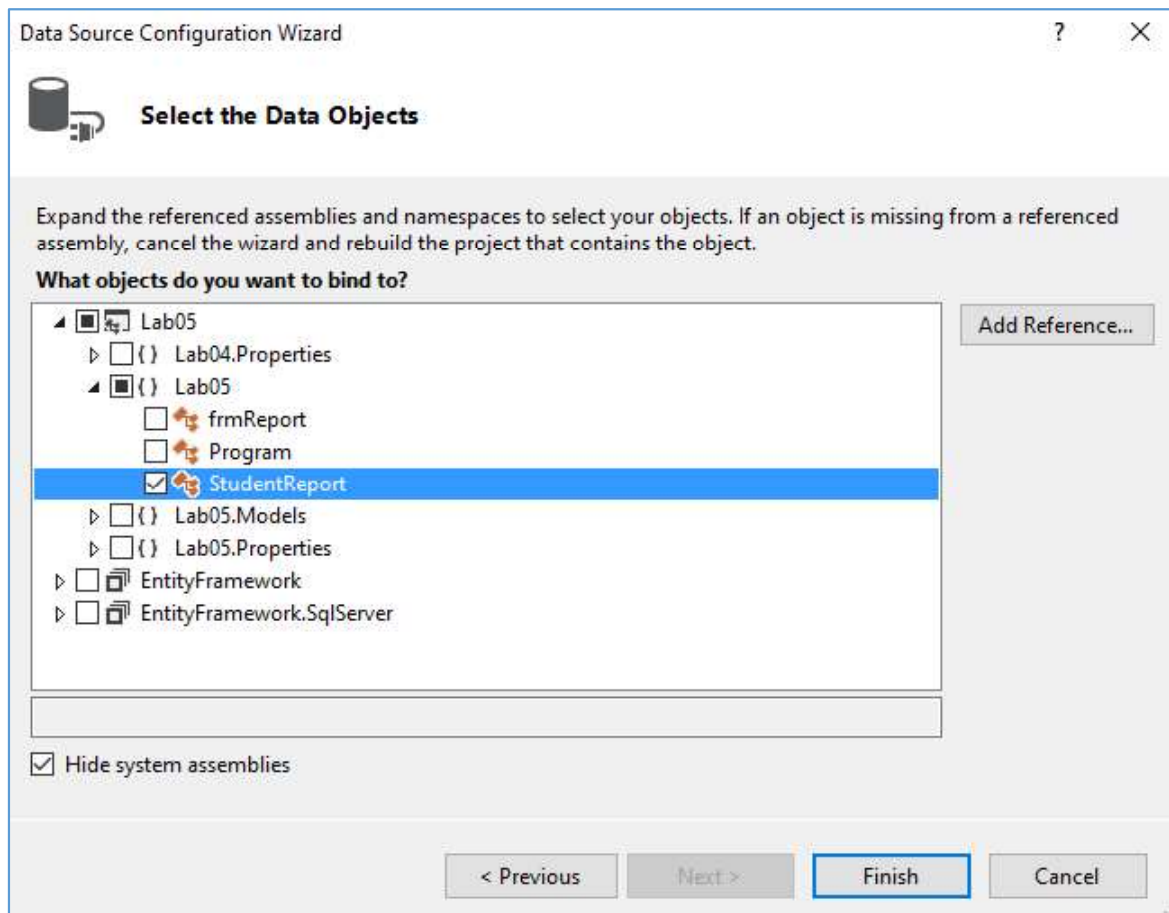 Data Source Configuration Wizard
?
Select the Data Objects
Expand the referenced assemblies and namespaces to select your objects. If an object is missing from a referenced
assembly, cancel the wizard and rebuild the project that contains the object.
What objects do you want to bind to?
Lab05
Add Reference...
{ } Lab04.Properties
{ } Lab05
frmReport
Program
StudentReport
{ } Lab05.Models
{ } Lab05.Properties
EntityFramework
EntityFramework.SqlServer
Hide system assemblies
< Previous Next > Finish Cancel